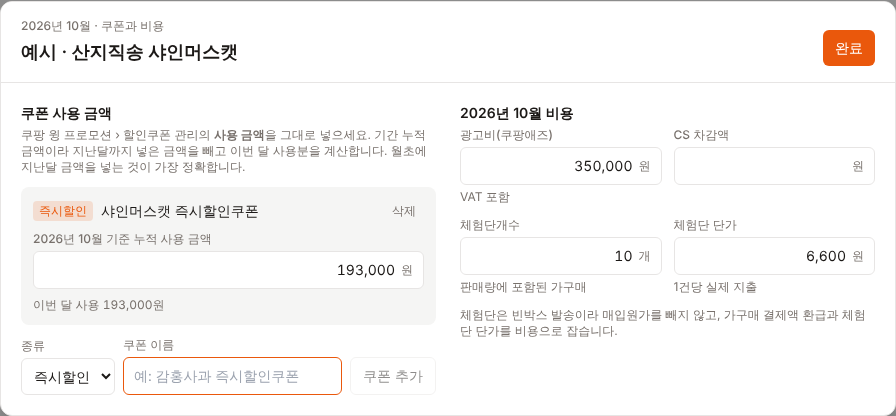 2026년 10월 · 쿠폰과 비용
예시 · 산지직송 샤인머스캣
완료
쿠폰 사용 금액
쿠팡 윙 프로모션 › 할인쿠폰 관리의 사용 금액을 그대로 넣으세요. 기간 누적
금액이라 지난달까지 넣은 금액을 빼고 이번 달 사용분을 계산합니다. 월초에
지난달 금액을 넣는 것이 가장 정확합니다.
즉시할인 샤인머스캣 즉시할인쿠폰 삭제
2026년 10월 기준 누적 사용 금액
193,000 원
이번 달 사용 193,000원
종류 쿠폰 이름
즉시할인 예: 감홍사과 즉시할인쿠폰 쿠폰 추가
2026년 10월 비용
광고비(쿠팡애즈) CS 차감액
350,000 원 원
VAT 포함
체험단개수 체험단 단가
10 개 6,600 원
판매량에 포함된 가구매 1건당 실제 지출
체험단은 빈박스 발송이라 매입원가를 빼지 않고, 가구매 결제액 환급과 체험
단 단가를 비용으로 잡습니다.